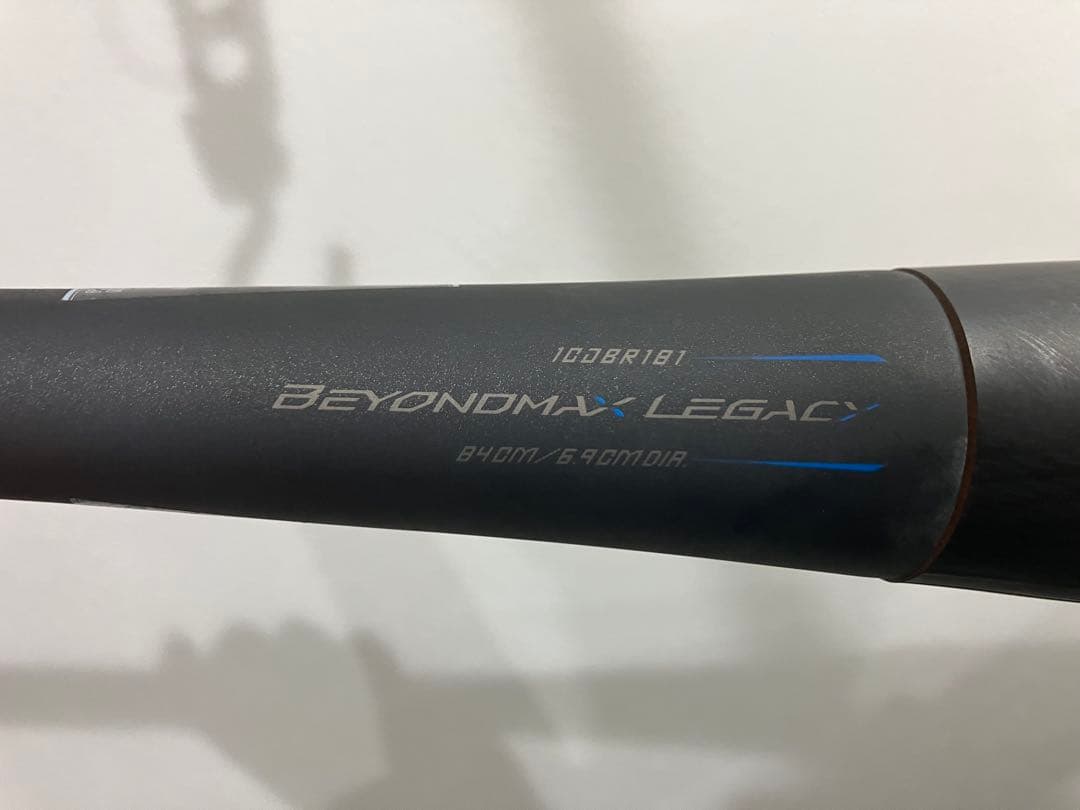 1CJBR181
BEYONDMAX LEGACY
84CM/6.9CM DIA.